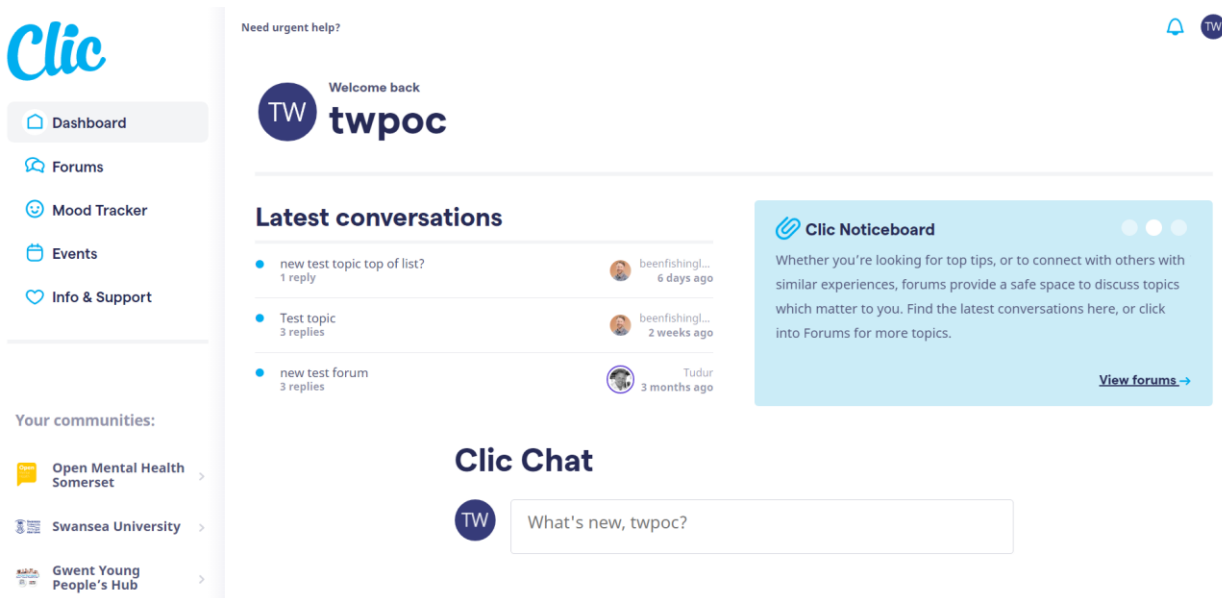 Clic
Dashboard
Forums
Mood Tracker
Events
Info & Support
Your communities:
Open Mental Health
Somerset
Swansea University
Gwent Young
People's Hub
Need urgent help?
TW
TW
Welcome back
twpoc
Latest conversations
new test topic top of list?
1 reply
beenfishingl...
6 days ago
Test topic
3 replies
beenfishingl...
2 weeks ago
new test forum
3 replies
Tudur
3 months ago
Clic Noticeboard
Whether you're looking for top tips, or to connect with others with
similar experiences, forums provide a safe space to discuss topics
which matter to you. Find the latest conversations here, or click
into Forums for more topics.
View forums →
Clic Chat
TW
What's new, twpoc?